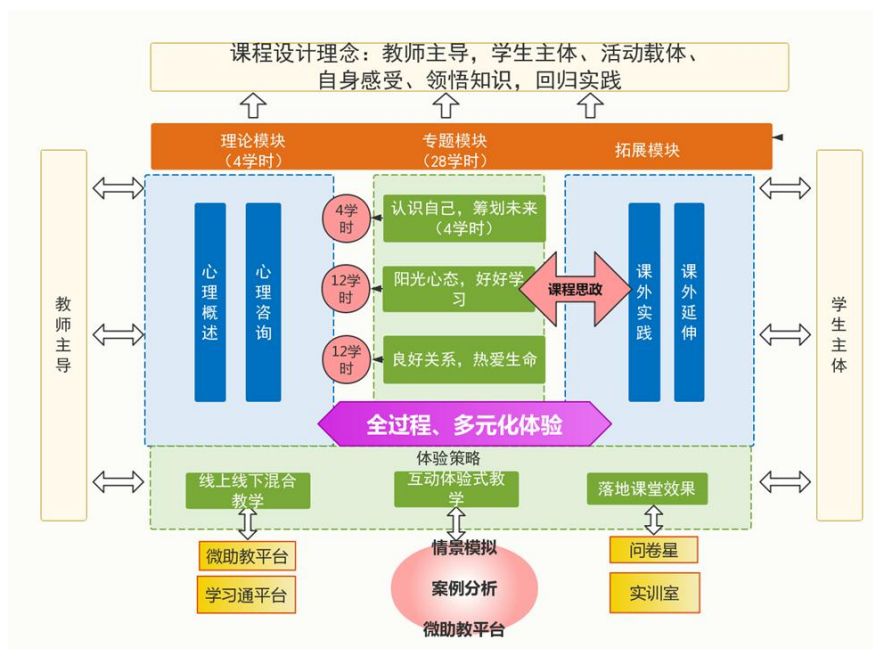 课程设计理念：教师主导，学生主体、活动载体、
自身感受、领悟知识，回归实践
理论模块
（4学时）
专题模块
（28学时）
拓展模块
教师主导
心理概述
心理咨询
4学
时
认识自己，筹划未来
（4学时）
12学
时
阳光心态，好好学
习
12学
时
良好关系，热爱生命
课程思政
课外实践
课外延伸
学生主体
全过程、多元化体验
体验策略
线上线下混合
教学
互动体验式教
学
落地课堂效果
微助教平台
学习通平台
情景模拟
案例分析
微助教平台
问卷星
实训室